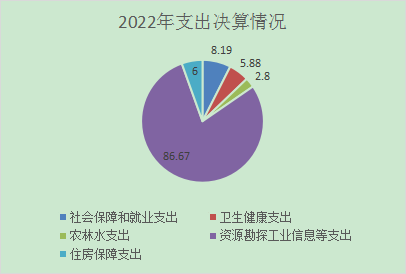 2022年支出决算情况
8.19
5.88
2.8
86.67
6
社会保障和就业支出
卫生健康支出
农林水支出
资源勘探工业信息等支出
住房保障支出